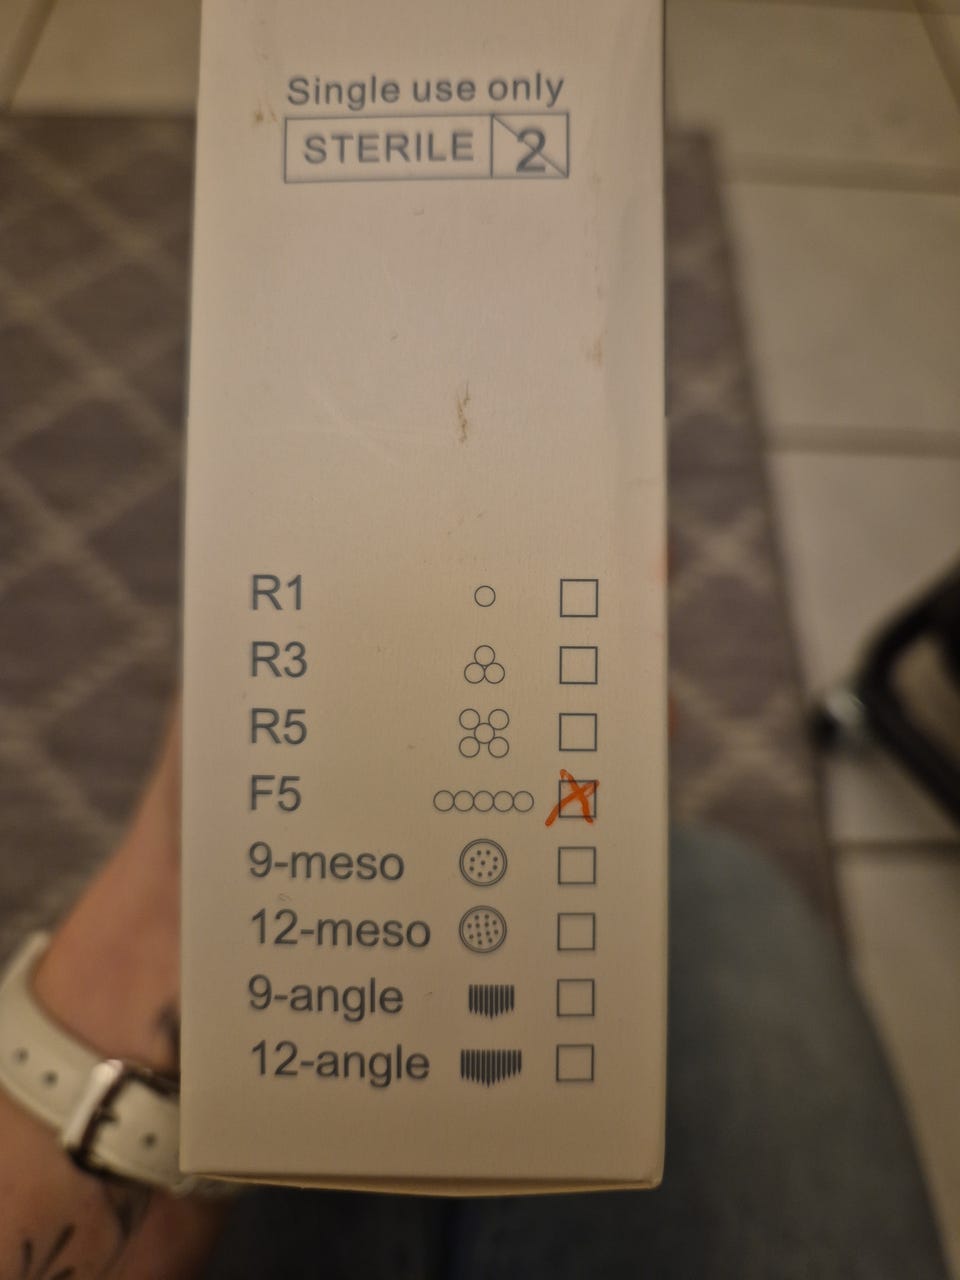 Single use only
STERILE 2
R1
R3
R5
F5
9-meso
12-meso
9-angle
12-angle